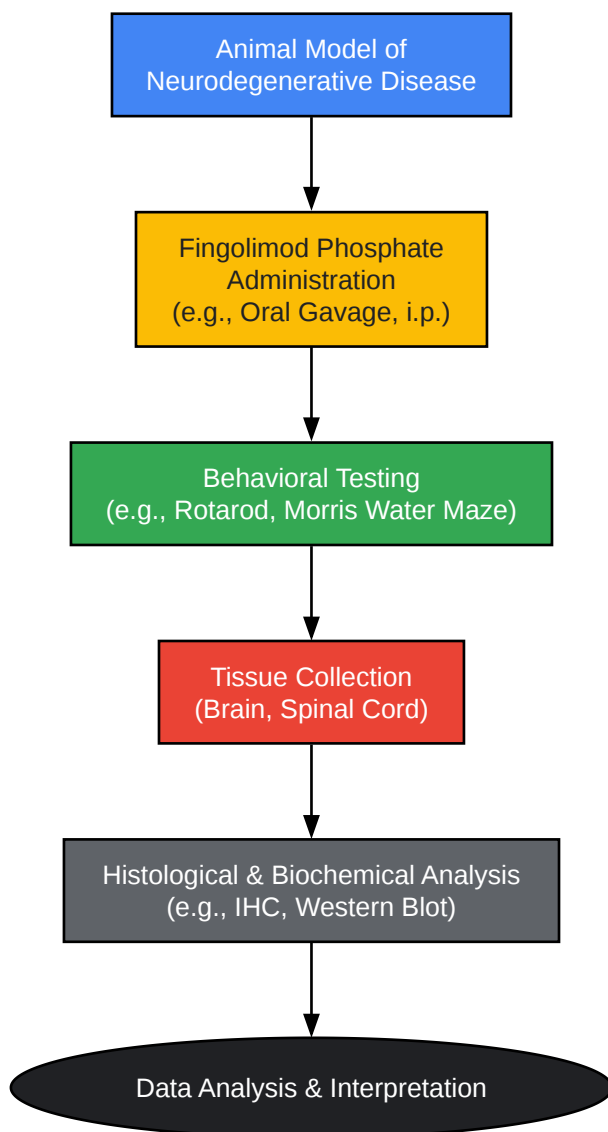 Animal Model of
Neurodegenerative Disease
Fingolimod Phosphate
Administration
(e.g., Oral Gavage, i.p.)
Behavioral Testing
(e.g., Rotarod, Morris Water Maze)
Tissue Collection
(Brain, Spinal Cord)
Histological & Biochemical Analysis
(e.g., IHC, Western Blot)
Data Analysis & Interpretation